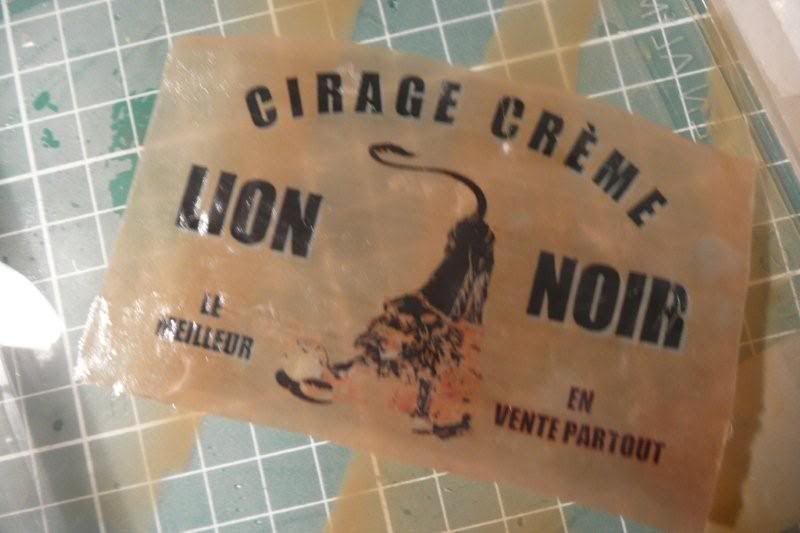 CIRAGE CRÈME
LION
NOIR
LE
MEILLEUR
EN
VENTE PARTOUT